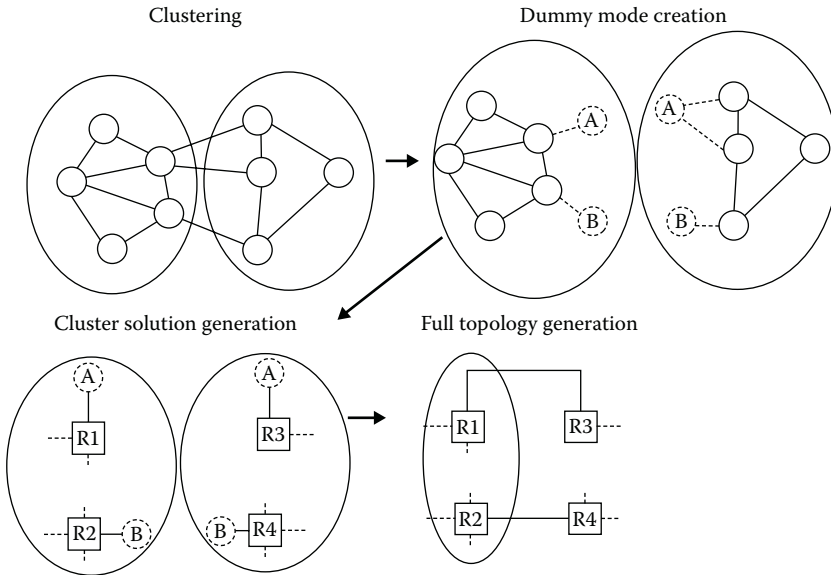 Clustering
Dummy mode creation
A
B
A
B
Cluster solution generation
Full topology generation
A
R1
R2
B
A
R3
B
R4
R1
R3
R2
R4